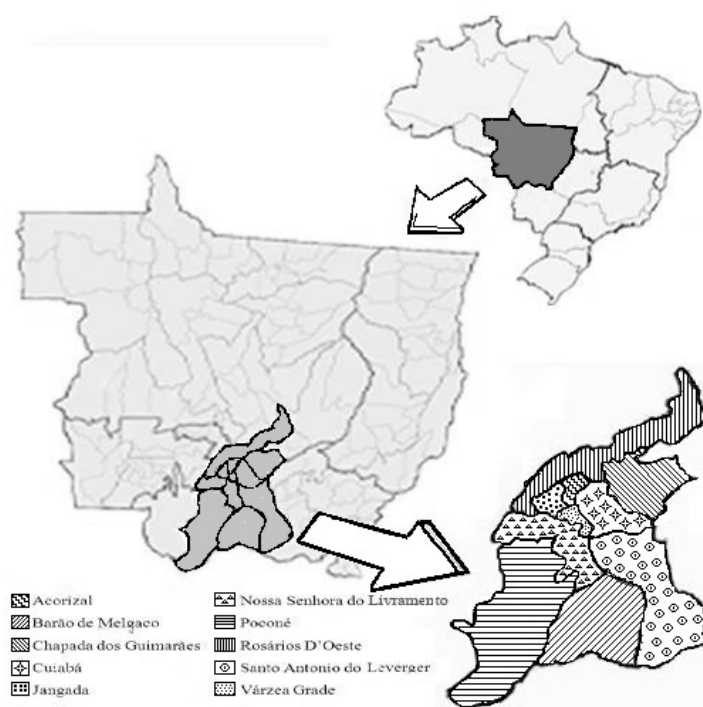 Acorizal
Barão de Melgaco
Chapada dos Guimarães
Cuiabá
Jangada
Nossa Senhora do Livramento
Poconé
Rosários D'Oeste
Santo Antonio do Leverger
Várzea Grade